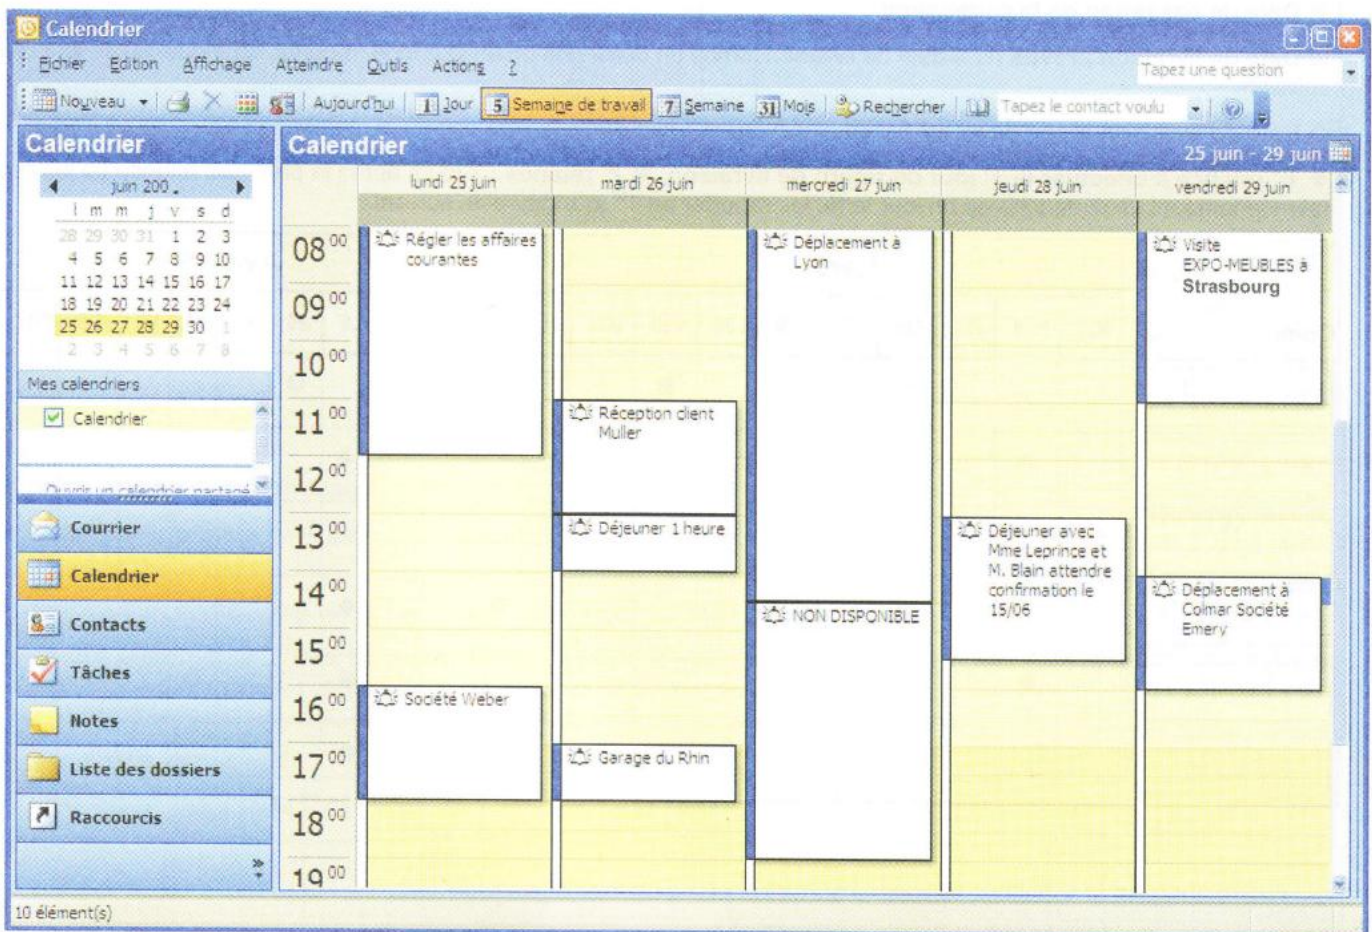 Calendrier
Fichier Edition Affichage Atteindre Outils Actions ? Tapez une question
Nouveau Aujourd'hui 1 Jour 5 Semaine de travail 7 Semaine 31 Mois Rechercher Tapez le contact voulu
Calendrier
juin 200.
l m m j v s d
28 29 30 31 1 2 3
4 5 6 7 8 9 10
11 12 13 14 15 16 17
18 19 20 21 22 23 24
25 26 27 28 29 30 1
2 3 4 5 6 7 8
Mes calendriers
Calendrier
Ouvrir un calendrier partagé
Courrier
Calendrier
Contacts
Tâches
Notes
Liste des dossiers
Raccourcis
10 élément(s)
Calendrier 25 juin - 29 juin
lundi 25 juin mardi 26 juin mercredi 27 juin jeudi 28 juin vendredi 29 juin
08 00
09 00
10 00
11 00
12 00
13 00
14 00
15 00
16 00
17 00
18 00
19 00
Régler les affaires
courantes
Société Weber
Réception client
Muller
Déjeuner 1 heure
Garage du Rhin
Déplacement à
Lyon
NON DISPONIBLE
Déjeuner avec
Mme Leprince et
M. Blain attendre
confirmation le
15/06
Visite
EXPO-MEUBLES à
Strasbourg
Déplacement à
Colmar Société
Emery